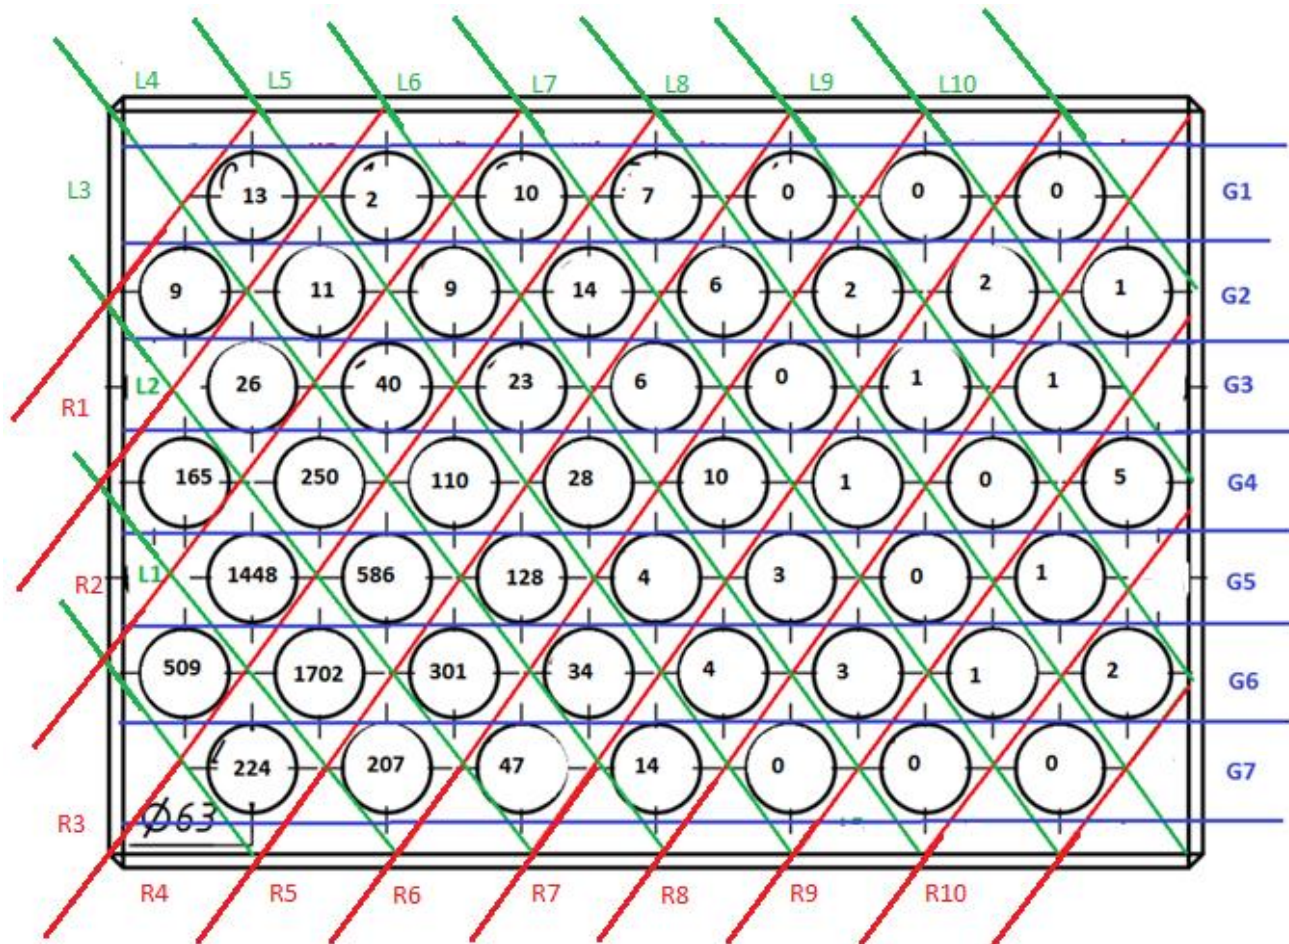 L4 L5 L6 L7 L8 L9 L10
L3 13 2 10 7 0 0 0 G1
9 11 9 14 6 2 2 1 G2
R1 L2 26 40 23 6 0 1 1 G3
165 250 110 28 10 1 0 5 G4
R2 L1 1448 586 128 4 3 0 1 G5
509 1702 301 34 4 3 1 2 G6
224 207 47 14 0 0 0 G7
R3 Ø63
R4 R5 R6 R7 R8 R9 R10